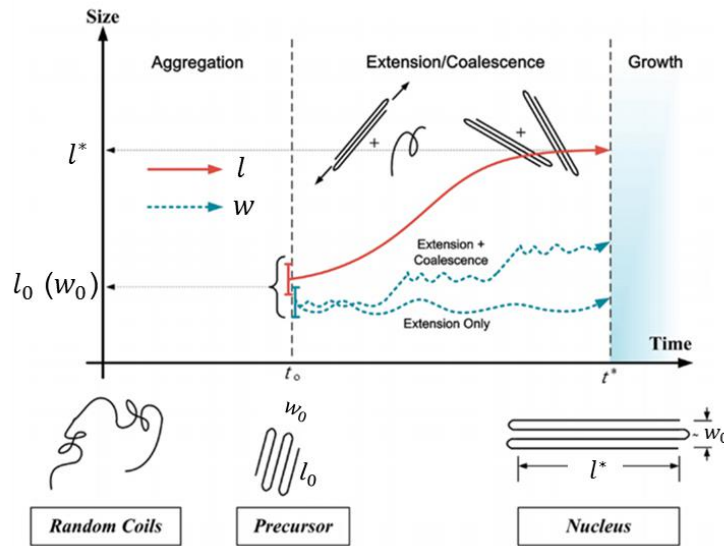 Size
Aggregation
Extension/Coalescence
Growth
+
+
l*
l
w
Extension +
Coalescence
l₀ (w₀)
Extension Only
Time
t₀
t*
w₀
l₀
~ w₀
l*
Random Coils
Precursor
Nucleus